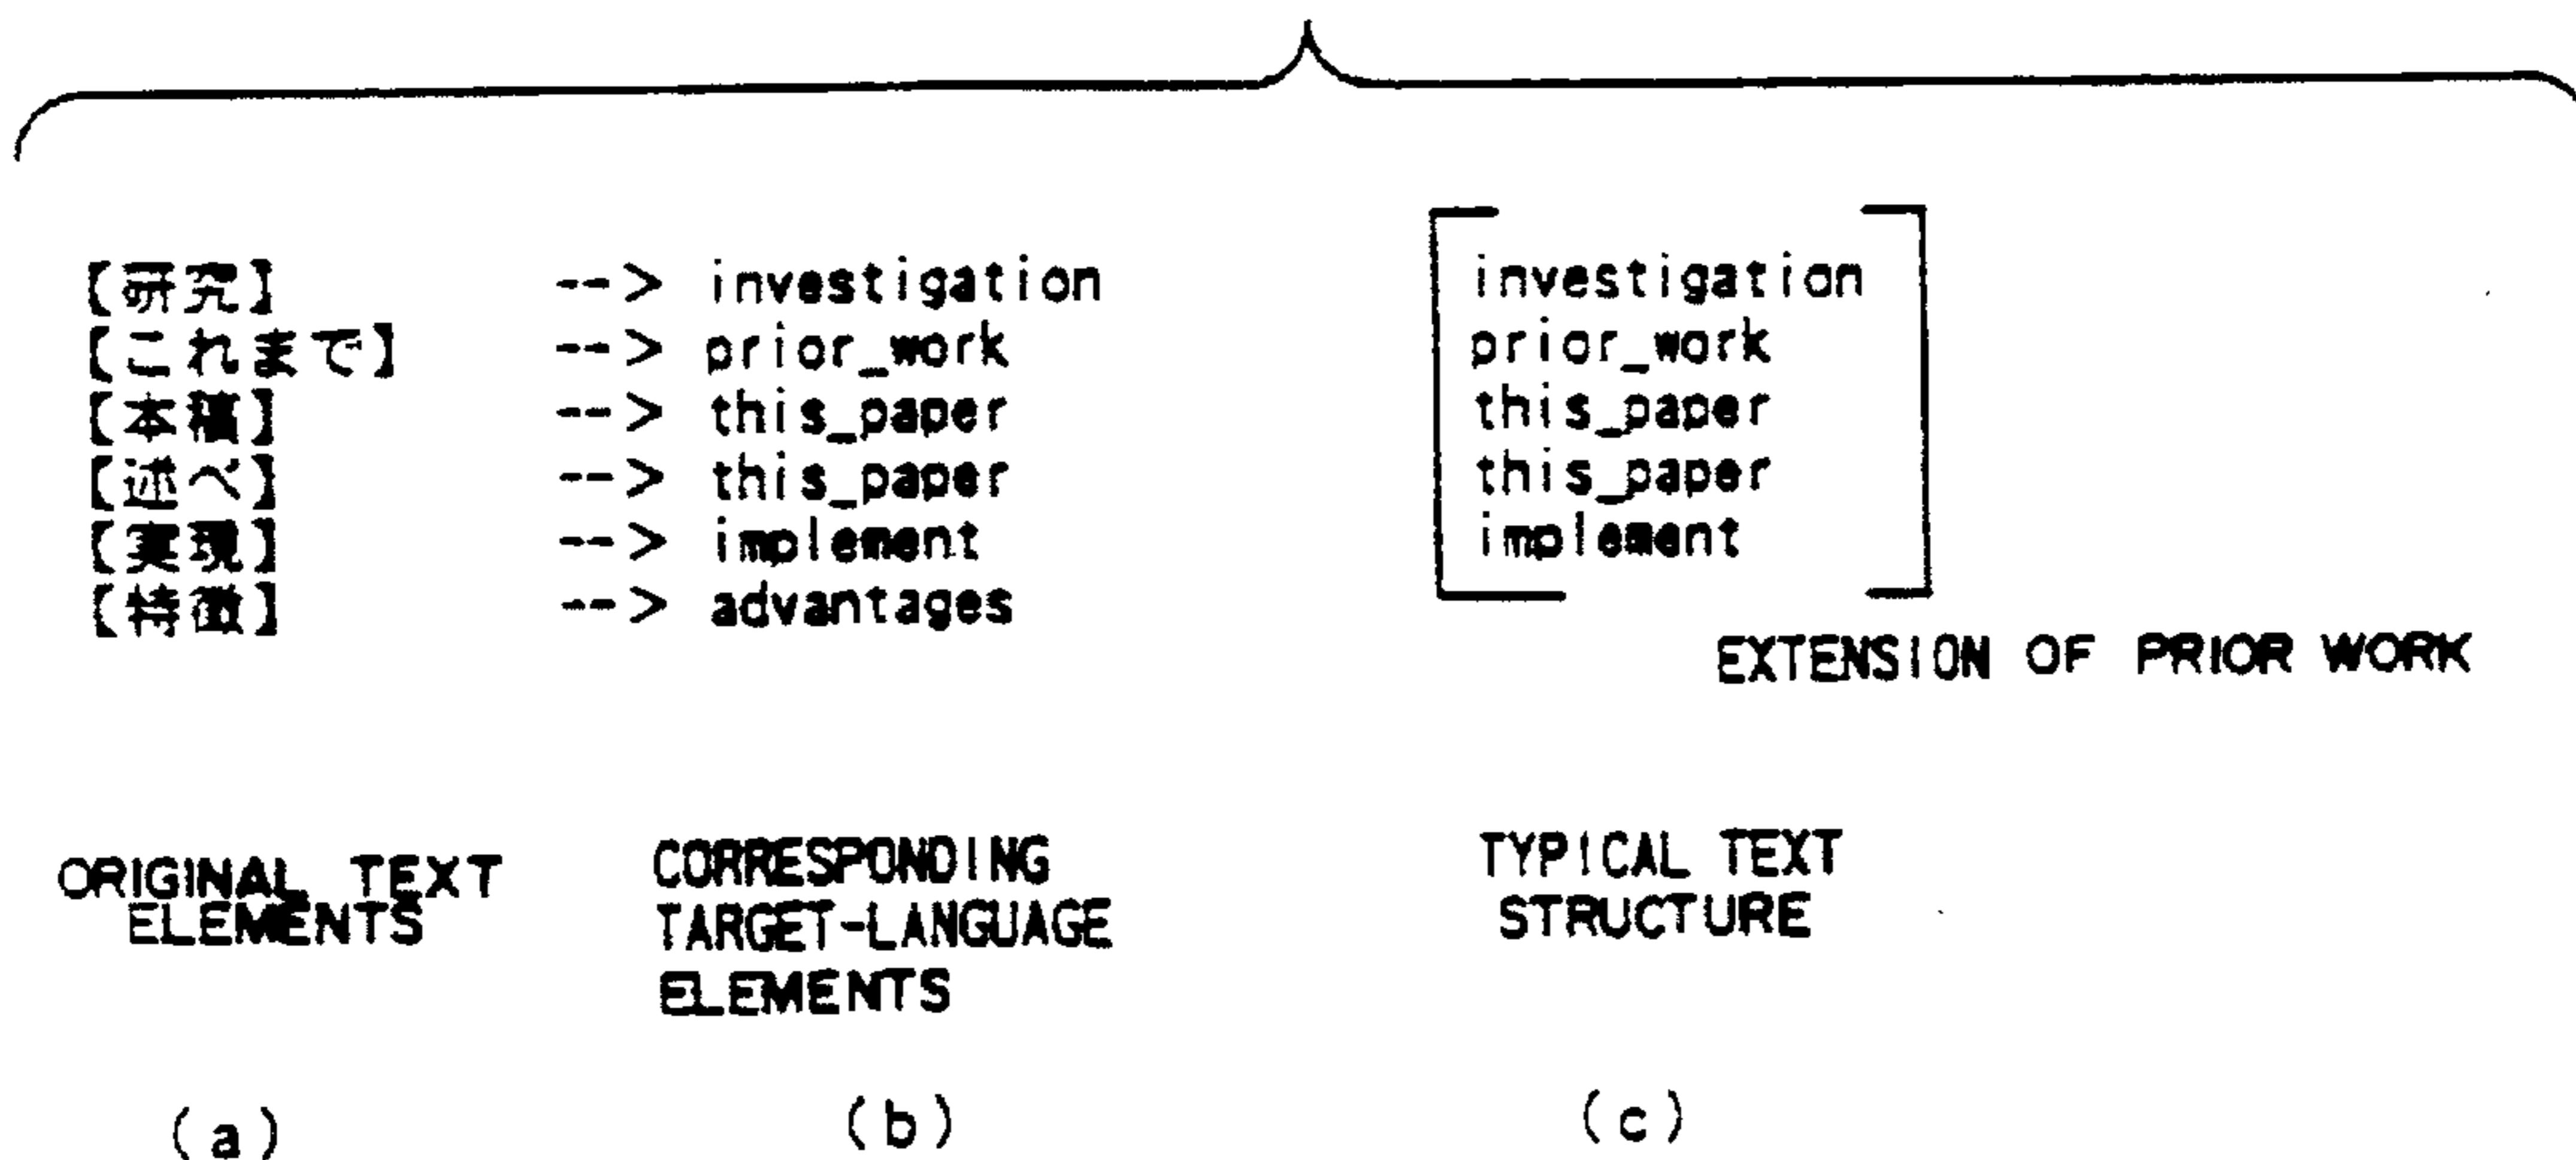 【研究】 --> investigation
【これまで】 --> prior_work
【本稿】 --> this_paper
【述べ】 --> this_paper
【実現】 --> implement
【特徴】 --> advantages
investigation
prior_work
this_paper
this_paper
implement
EXTENSION OF PRIOR WORK
ORIGINAL TEXT
ELEMENTS
CORRESPONDING
TARGET-LANGUAGE
ELEMENTS
TYPICAL TEXT
STRUCTURE
(a)
(b)
(c)